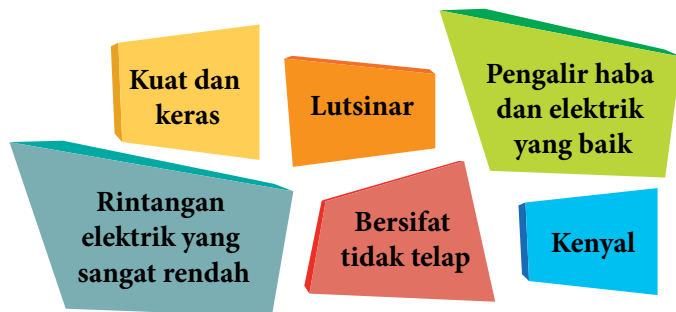 Kuat dan
keras
Lutsinar
Pengalir haba
dan elektrik
yang baik
Rintangan
elektrik yang
sangat rendah
Bersifat
tidak telap
Kenyal